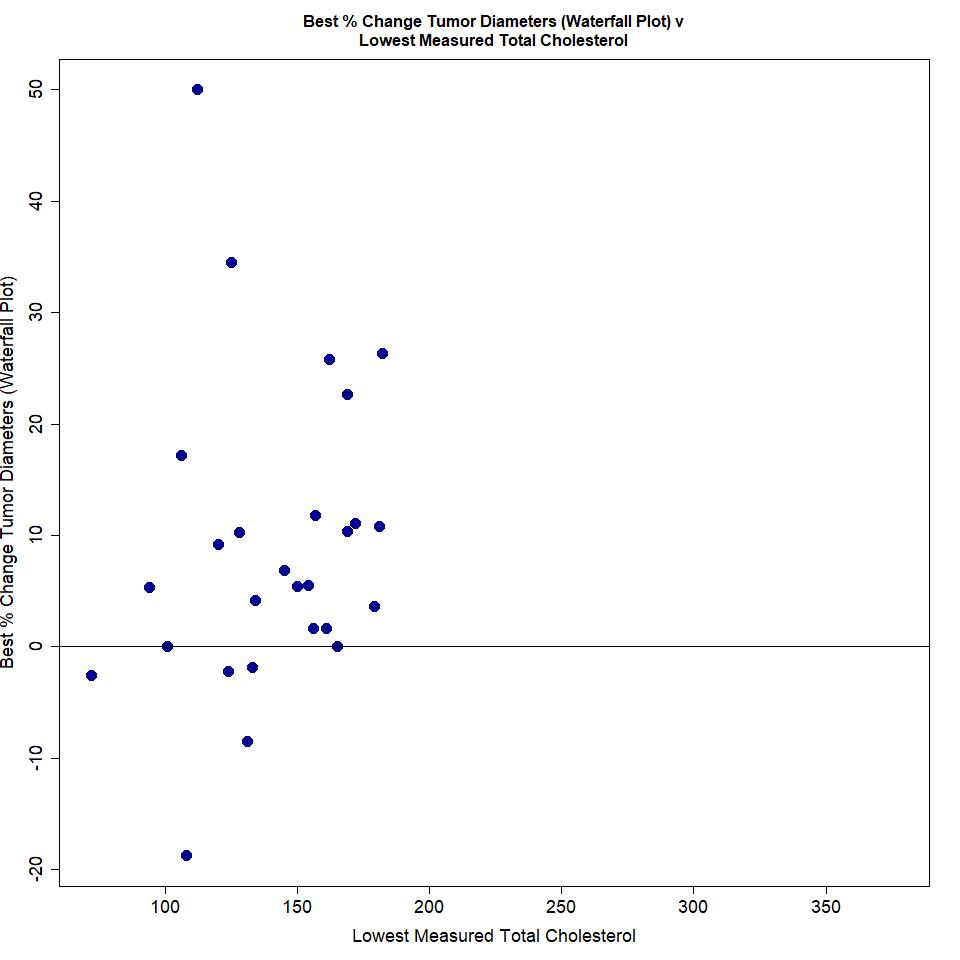 Best % Change Tumor Diameters (Waterfall Plot) v
Lowest Measured Total Cholesterol
Best % Change Tumor Diameters (Waterfall Plot)
50
40
30
20
10
0
-10
-20
100 150 200 250 300 350
Lowest Measured Total Cholesterol